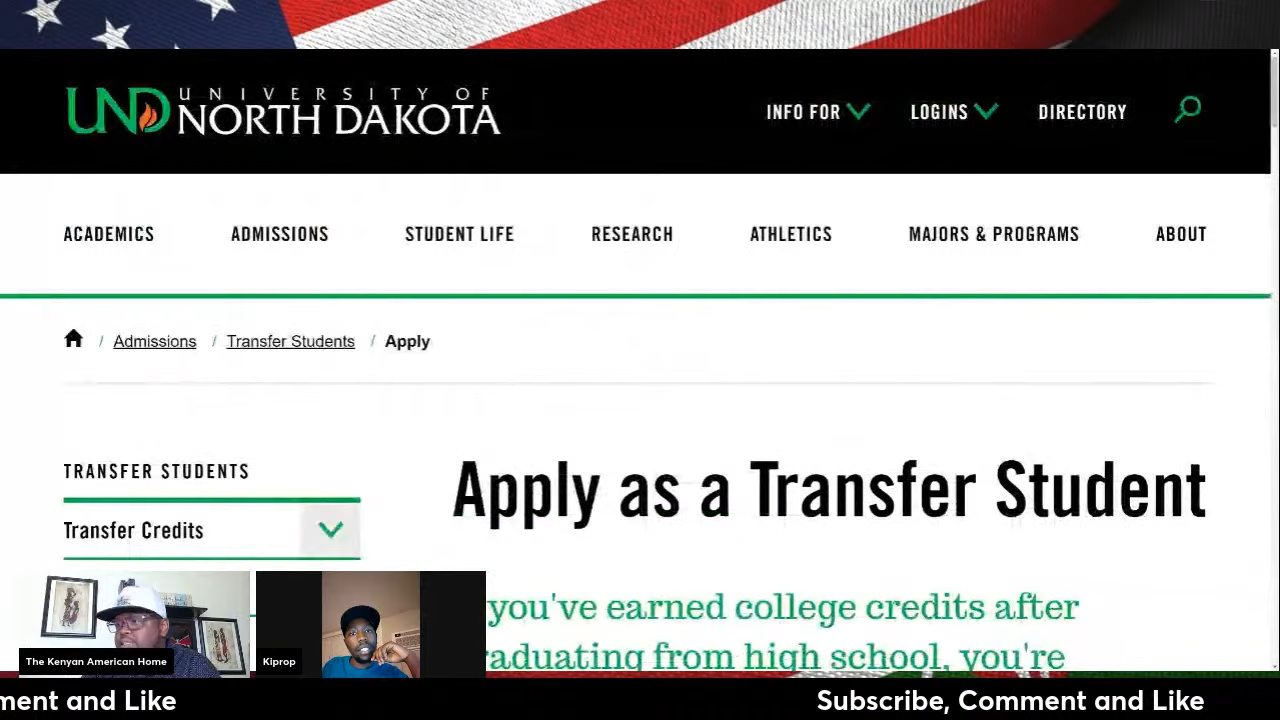 UND UNIVERSITY OF
NORTH DAKOTA
INFO FOR
LOGINS
DIRECTORY
ACADEMICS
ADMISSIONS
STUDENT LIFE
RESEARCH
ATHLETICS
MAJORS & PROGRAMS
ABOUT
/ Admissions / Transfer Students / Apply
TRANSFER STUDENTS
Transfer Credits
Apply as a Transfer Student
you've earned college credits after
raduating from high school, you're
The Kenyan American Home
Kiprop
ment and Like
Subscribe, Comment and Like